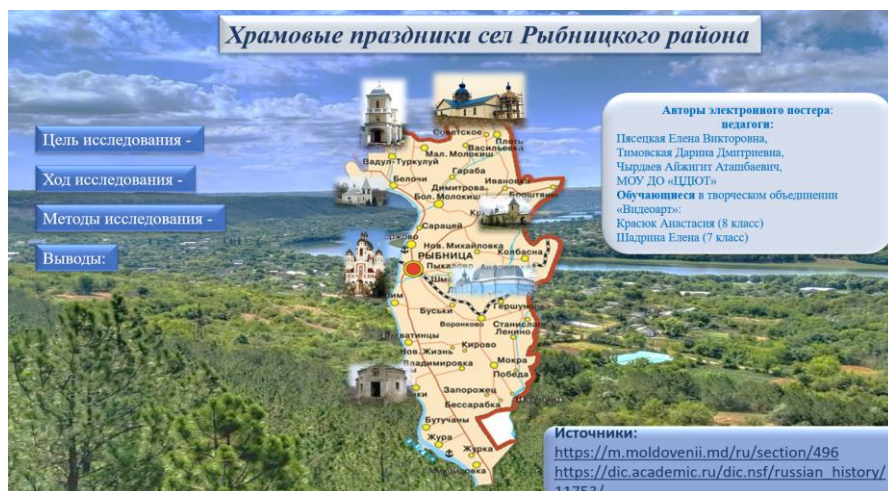 Храмовые праздники сел Рыбницкого района
Цель исследования -
Ход исследования -
Методы исследования -
Выводы:
Авторы электронного постера:
педагоги:
Пясецкая Елена Викторовна,
Тимовская Дарина Дмитриевна,
Чырдаев Айжигит Аташбаевич,
МОУ ДО «ЦДЮТ»
Обучающиеся в творческом объединении
«Видеоарт»:
Красюк Анастасия (8 класс)
Шадрина Елена (7 класс)
Советское
Плоть
Васильевка
Мал. Молокиш
Вадул-Туркулуй
Гараба
Белочи
Димитрова
Ивановка
Бол. Молокиш
Сарацей
Нов. Михайловка
Колбасна
РЫБНИЦА
Пыкалово
Буськи
Воронково
Ленино
Кирово
Нов. Жизнь
Владимировка
Мокра
Победа
Запорожец
Бессарабка
Бутучаны
Жура
Журка
Источники:
https://m.moldovenii.md/ru/section/496
https://dic.academic.ru/dic.nsf/russian_history/
11753/